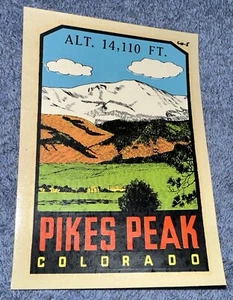 ALT. 14,110 FT.
PIKES PEAK
COLORADO